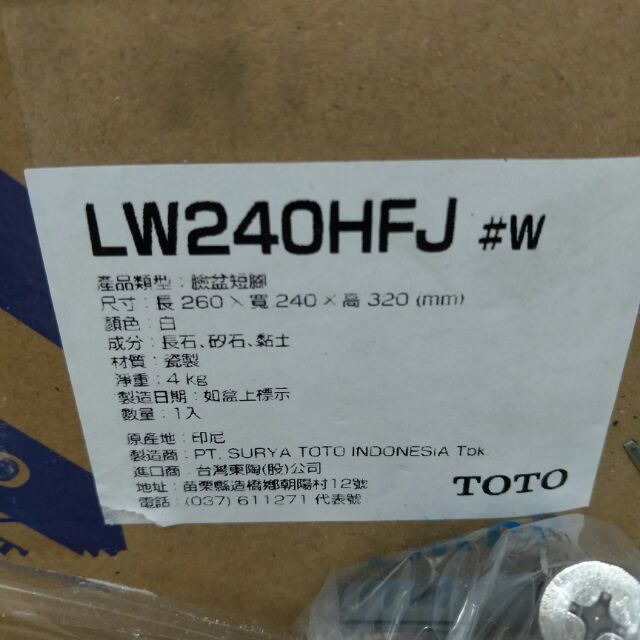 LW240HFJ #W
產品類型：臉盆短腳
尺寸：長 260 × 寬 240 × 高 320 (mm)
顏色：白
成分：長石、矽石、黏土
材質：瓷製
淨重：4 kg
製造日期：如盒上標示
數量：1入
原產地：印尼
製造商：PT. SURYA TOTO INDONESIA Tbk.
進口商：台灣東陶(股)公司
地址：苗栗縣造橋鄉朝陽村12號
電話：(037) 611271 代表號
TOTO